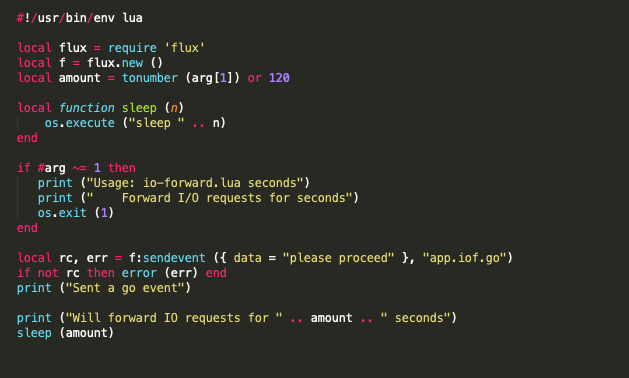 #!/usr/bin/env lua

local flux = require 'flux'
local f = flux.new ()
local amount = tonumber (arg[1]) or 120

local function sleep (n)
    os.execute ("sleep " .. n)
end

if #arg ~= 1 then
   print ("Usage: io-forward.lua seconds")
   print ("    Forward I/O requests for seconds")
   os.exit (1)
end

local rc, err = f:sendevent ({ data = "please proceed" }, "app.iof.go")
if not rc then error (err) end
print ("Sent a go event")

print ("Will forward IO requests for " .. amount .. " seconds")
sleep (amount)